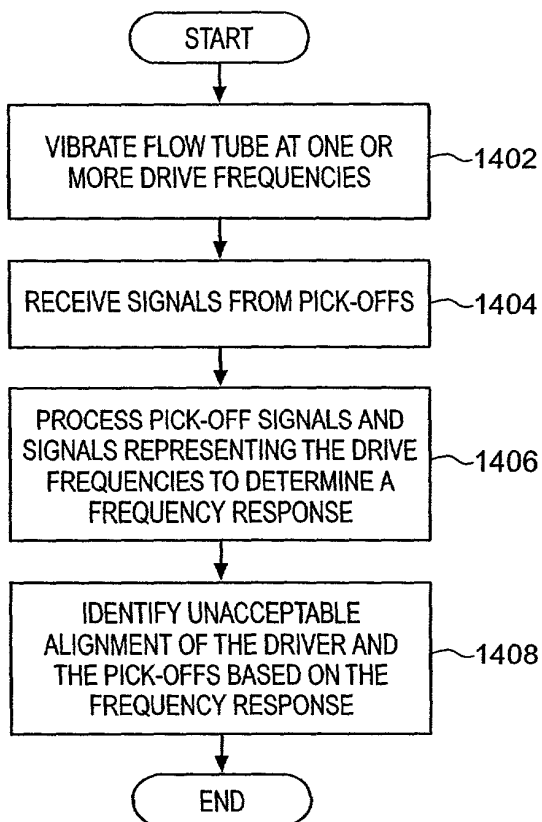 START
VIBRATE FLOW TUBE AT ONE OR
MORE DRIVE FREQUENCIES
1402
RECEIVE SIGNALS FROM PICK-OFFS
1404
PROCESS PICK-OFF SIGNALS AND
SIGNALS REPRESENTING THE DRIVE
FREQUENCIES TO DETERMINE A
FREQUENCY RESPONSE
1406
IDENTIFY UNACCEPTABLE
ALIGNMENT OF THE DRIVER AND
THE PICK-OFFS BASED ON THE
FREQUENCY RESPONSE
1408
END